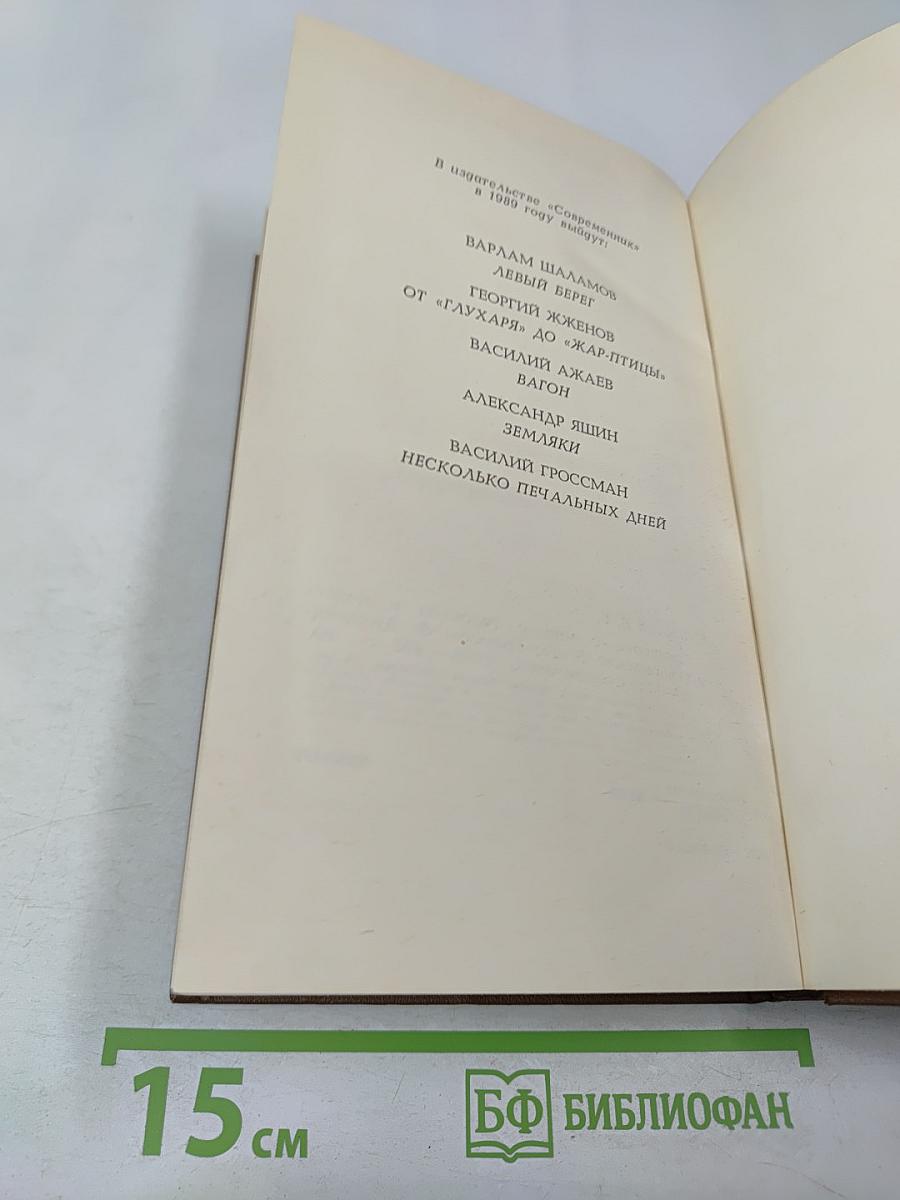 В издательстве «Современник»
в 1989 году выйдут:
ВАРЛАМ ШАЛАМОВ
ЛЕВЫЙ БЕРЕГ
ГЕОРГИЙ ЖЖЕНОВ
ОТ «ГЛУХАРЯ» ДО «ЖАР-ПТИЦЫ»
ВАСИЛИЙ АЖАЕВ
ВАГОН
АЛЕКСАНДР ЯШИН
ЗЕМЛЯКИ
ВАСИЛИЙ ГРОССМАН
НЕСКОЛЬКО ПЕЧАЛЬНЫХ ДНЕЙ
15 см
БФ БИБЛИОФАН